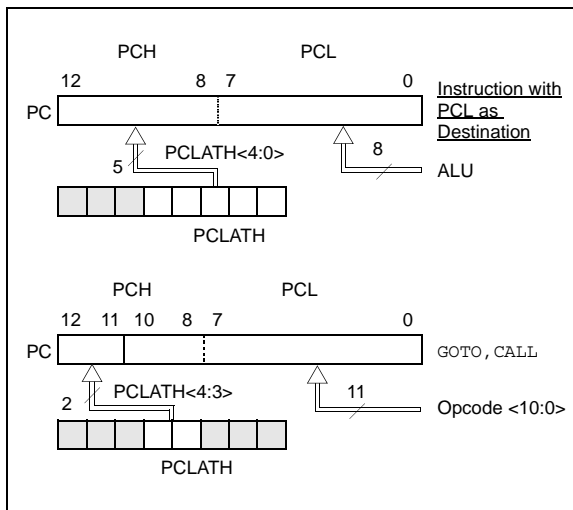 PCH PCL
12 8 7 0
Instruction with
PCL as
Destination
PC
PCLATH<4:0>
5 8
ALU
PCLATH
PCH PCL
12 11 10 8 7 0
PC GOTO, CALL
PCLATH<4:3>
2 11
Opcode <10:0>
PCLATH